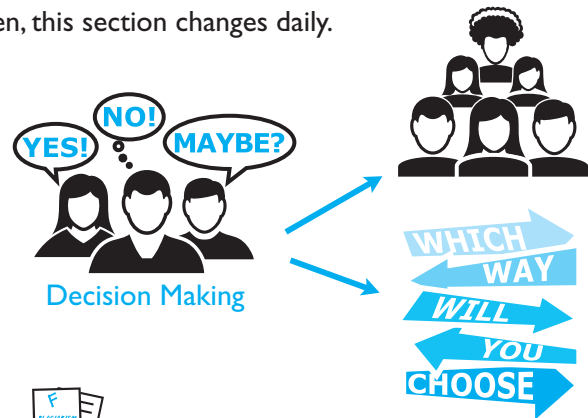 en, this section changes daily.
NO!
YES!
MAYBE?
Decision Making
WHICH
WAY
WILL
YOU
CHOOSE
F